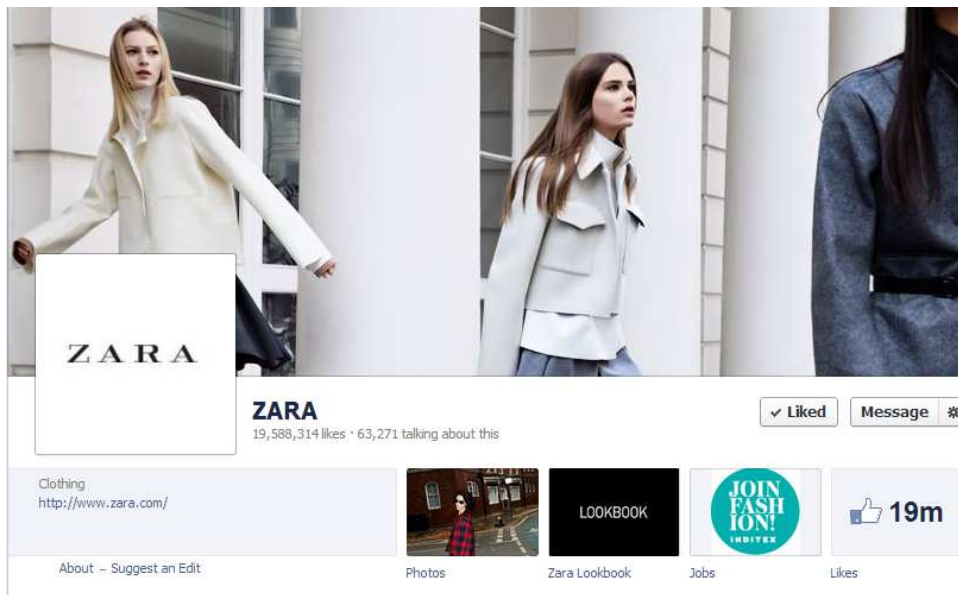 ZARA
ZARA
19,588,314 likes · 63,271 talking about this
✓ Liked
Message
Clothing
http://www.zara.com/
About – Suggest an Edit
LOOKBOOK
JOIN
FASH
ION!
INDITEX
19m
Photos
Zara Lookbook
Jobs
Likes